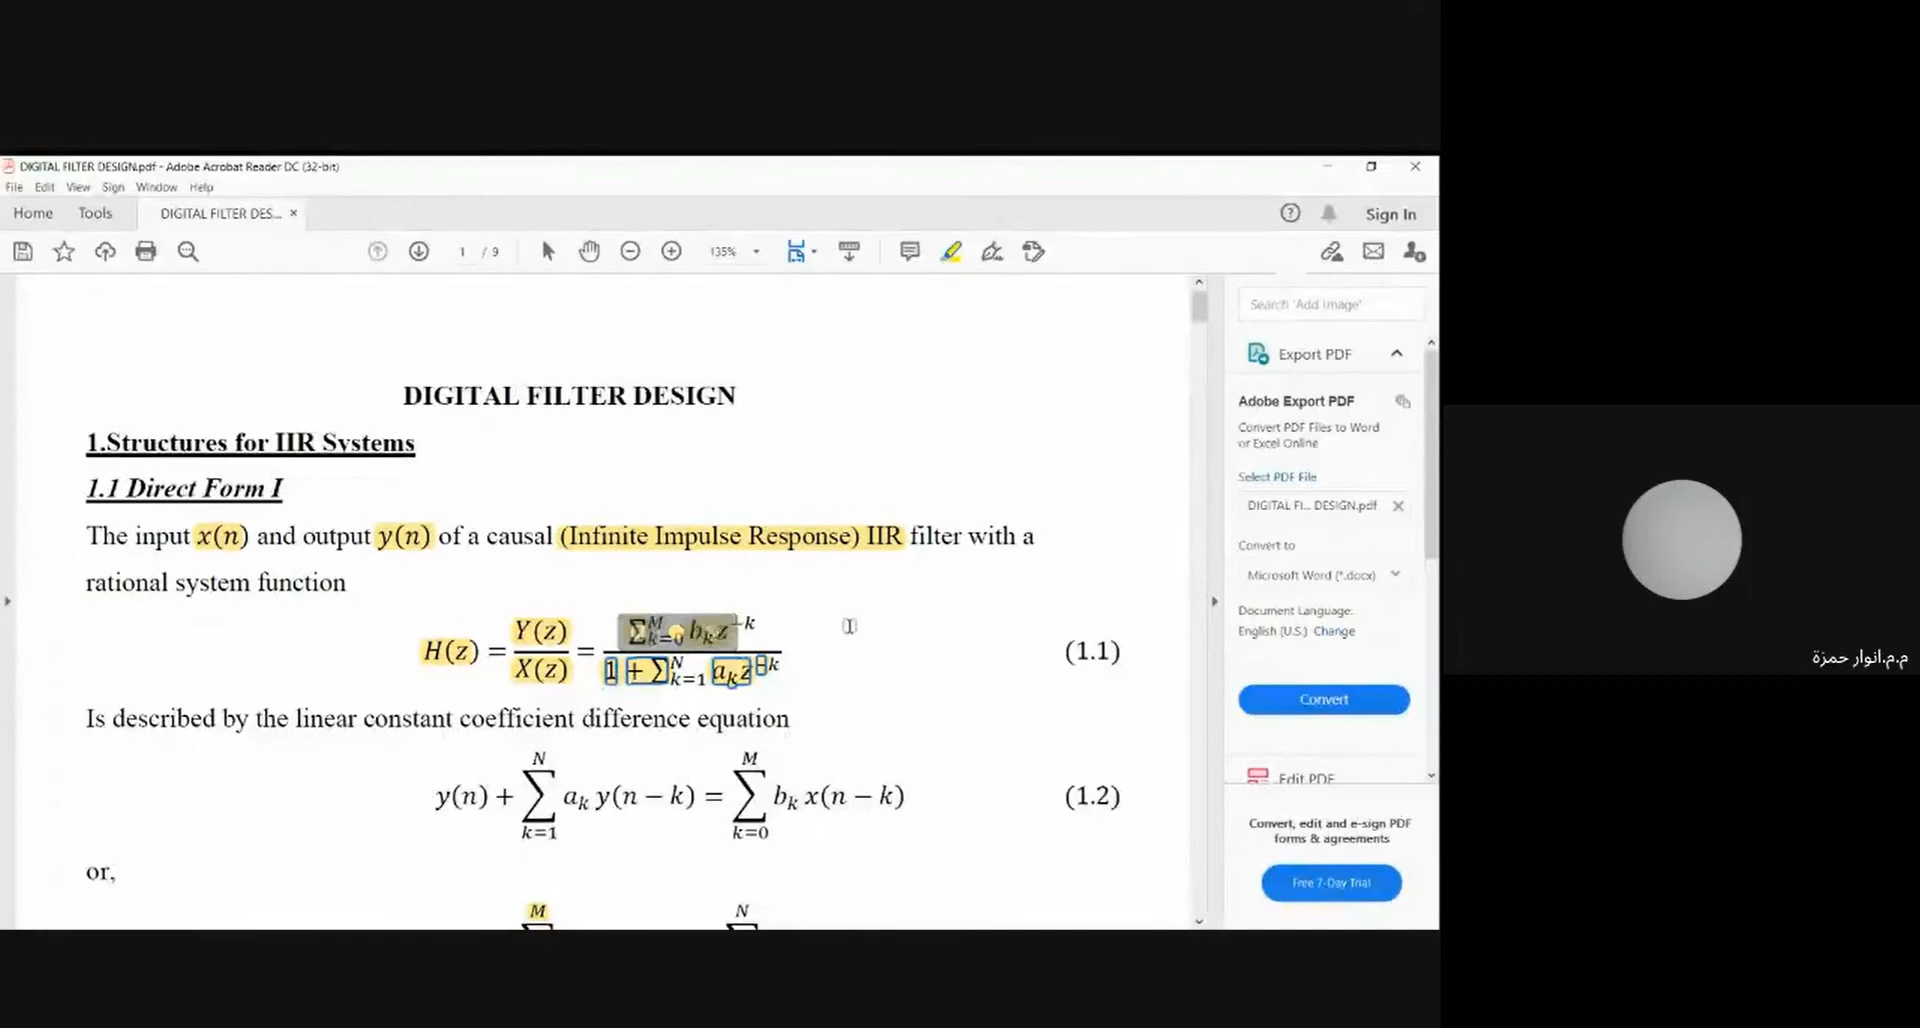 DIGITAL FILTER DESIGN.pdf - Adobe Acrobat Reader DC (32-bit)
File Edit View Sign Window Help
Home Tools DIGITAL FILTER DES... ×
Sign In
1 / 9 135%
Search 'Add Image'
Export PDF
Adobe Export PDF
Convert PDF Files to Word
or Excel Online
Select PDF File
DIGITAL FI... DESIGN.pdf
Convert to
Microsoft Word (*.docx)
Document Language:
English (U.S.) Change
Convert
Edit PDF
Convert, edit and e-sign PDF
forms & agreements
Free 7-Day Trial
DIGITAL FILTER DESIGN
1.Structures for IIR Systems
1.1 Direct Form I
The input x(n) and output y(n) of a causal (Infinite Impulse Response) IIR filter with a
rational system function
H(z) = Y(z)/X(z) = ∑_{k=0}^{M} b_k z^{-k} / 1 + ∑_{k=1}^{N} a_k z^{-k} (1.1)
Is described by the linear constant coefficient difference equation
y(n) + ∑_{k=1}^{N} a_k y(n − k) = ∑_{k=0}^{M} b_k x(n − k) (1.2)
or,
M N
م.م.انوار حمزة